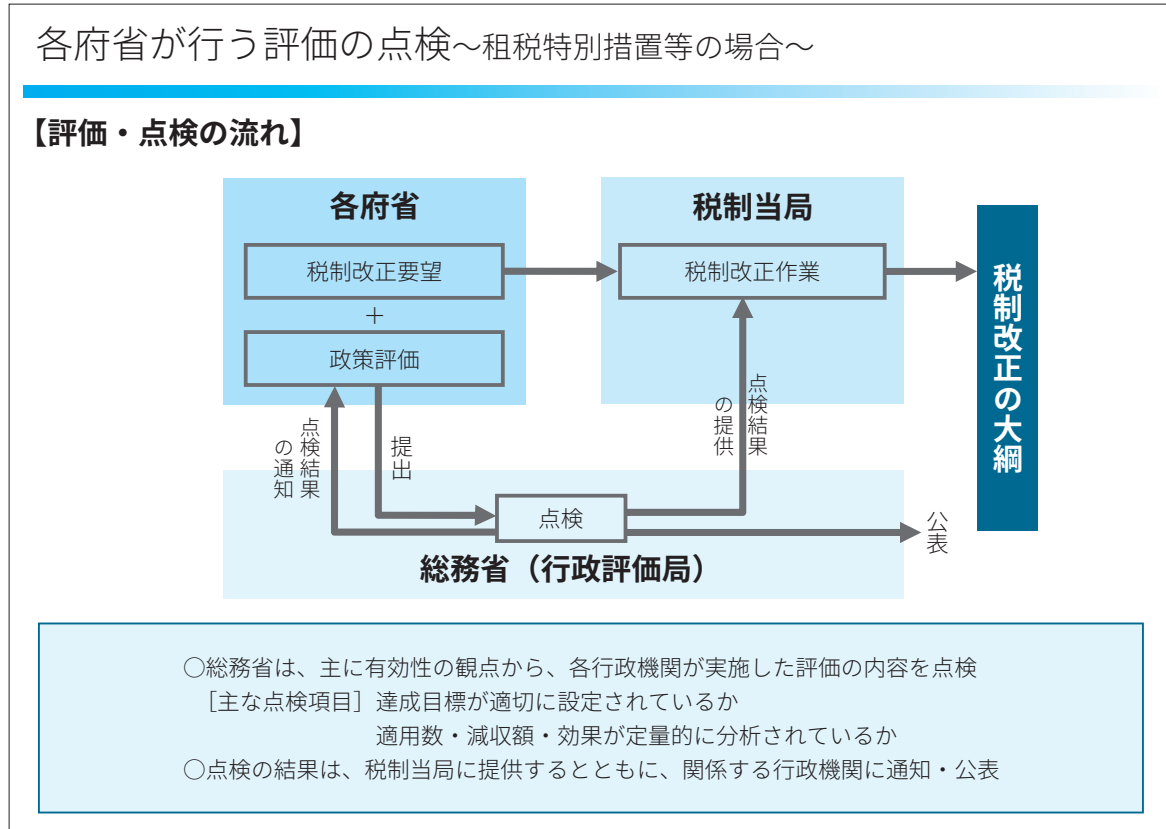 各府省が行う評価の点検～租税特別措置等の場合～
【評価・点検の流れ】
各府省
税制改正要望
＋
政策評価
税制当局
税制改正作業
税制改正の大綱
点検結果
の通知
提出
点検結果
の提供
点検
公表
総務省（行政評価局）
○総務省は、主に有効性の観点から、各行政機関が実施した評価の内容を点検
［主な点検項目］達成目標が適切に設定されているか
適用数・減収額・効果が定量的に分析されているか
○点検の結果は、税制当局に提供するとともに、関係する行政機関に通知・公表